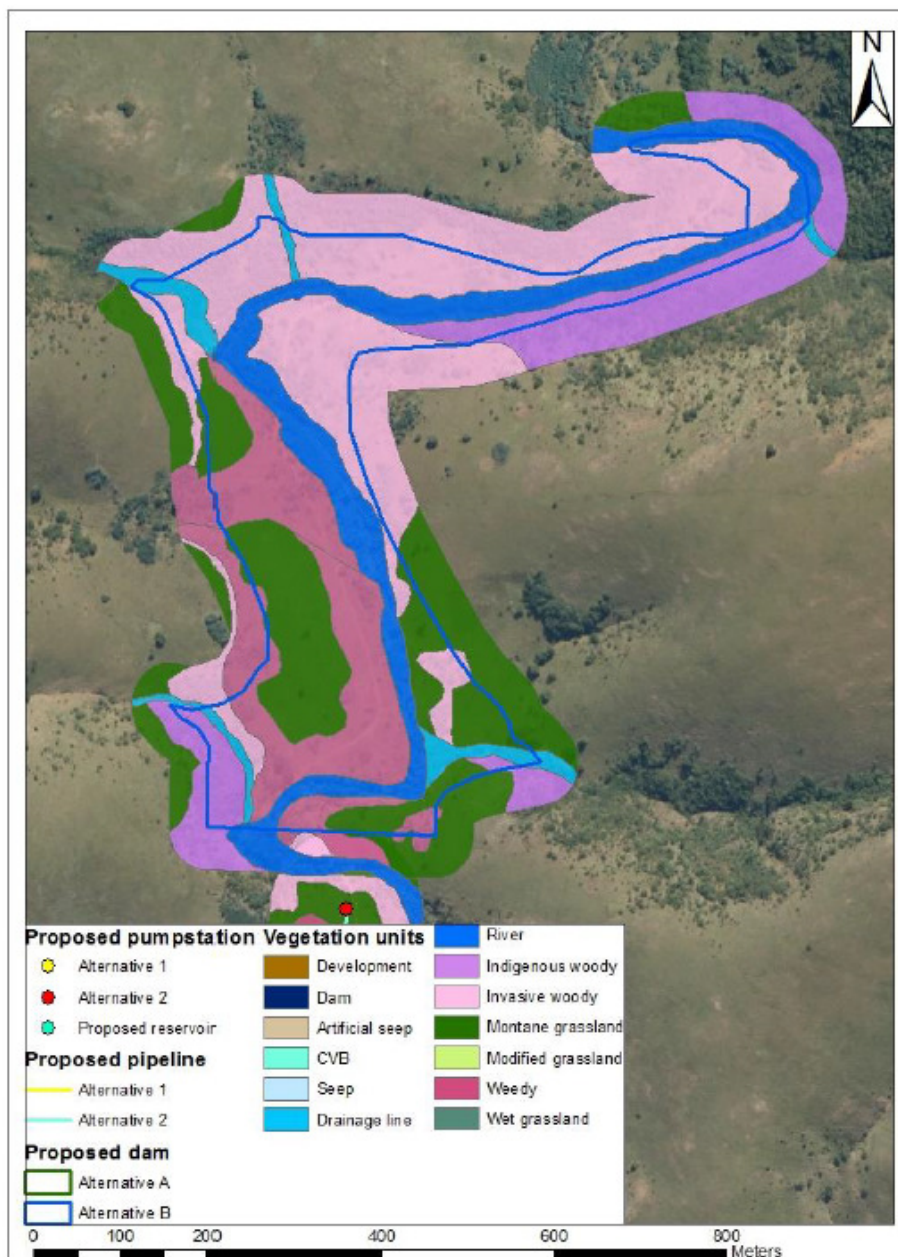 N
Proposed pumpstation
Alternative 1
Alternative 2
Proposed reservoir
Proposed pipeline
Alternative 1
Alternative 2
Proposed dam
Alternative A
Alternative B
Vegetation units
Development
Dam
Artificial seep
CVB
Seep
Drainage line
River
Indigenous woody
Invasive woody
Montane grassland
Modified grassland
Weedy
Wet grassland
0 100 200 400 600 800
Meters